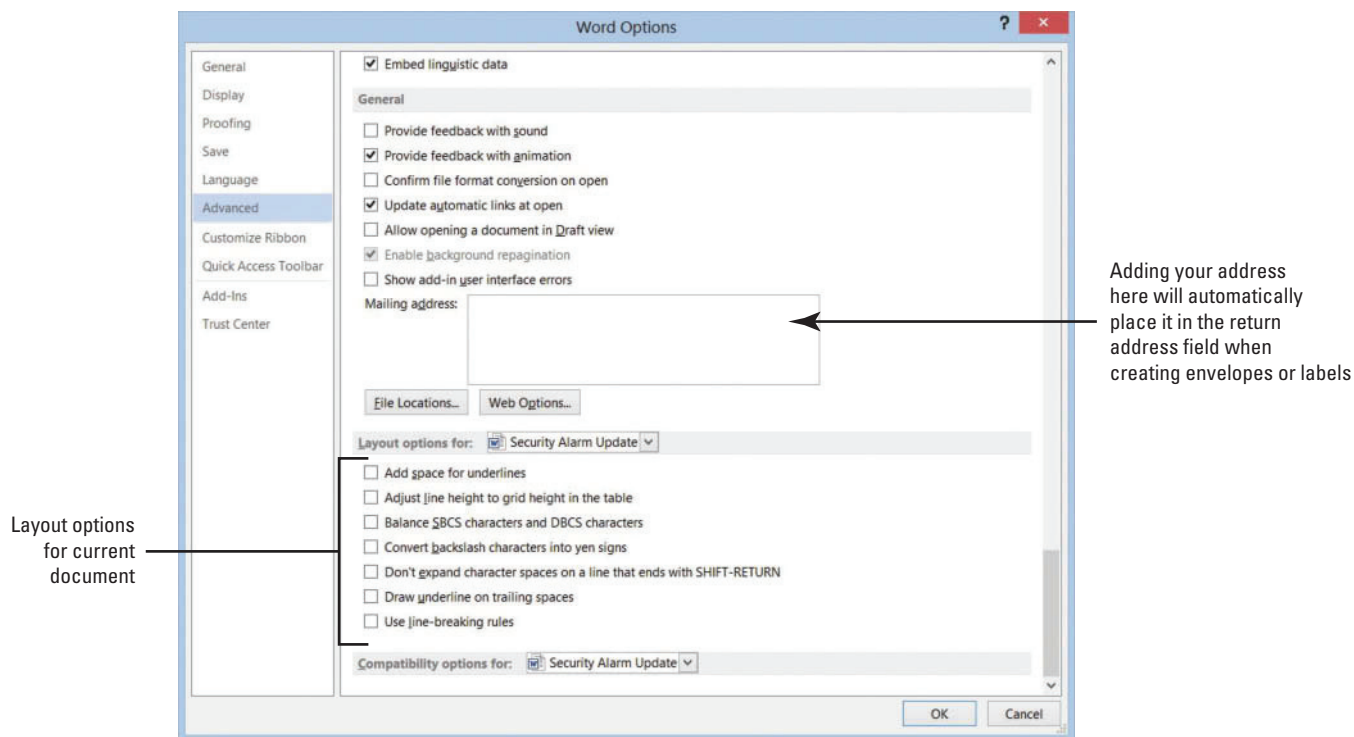 Word Options
?
×
General
Display
Proofing
Save
Language
Advanced
Customize Ribbon
Quick Access Toolbar
Add-Ins
Trust Center
Embed linguistic data
General
Provide feedback with sound
Provide feedback with animation
Confirm file format conversion on open
Update automatic links at open
Allow opening a document in Draft view
Enable background repagination
Show add-in user interface errors
Mailing address:
File Locations...
Web Options...
Layout options for: Security Alarm Update
Add space for underlines
Adjust line height to grid height in the table
Balance SBCS characters and DBCS characters
Convert backslash characters into yen signs
Don't expand character spaces on a line that ends with SHIFT-RETURN
Draw underline on trailing spaces
Use line-breaking rules
Compatibility options for: Security Alarm Update
OK
Cancel
Adding your address
here will automatically
place it in the return
address field when
creating envelopes or labels
Layout options
for current
document